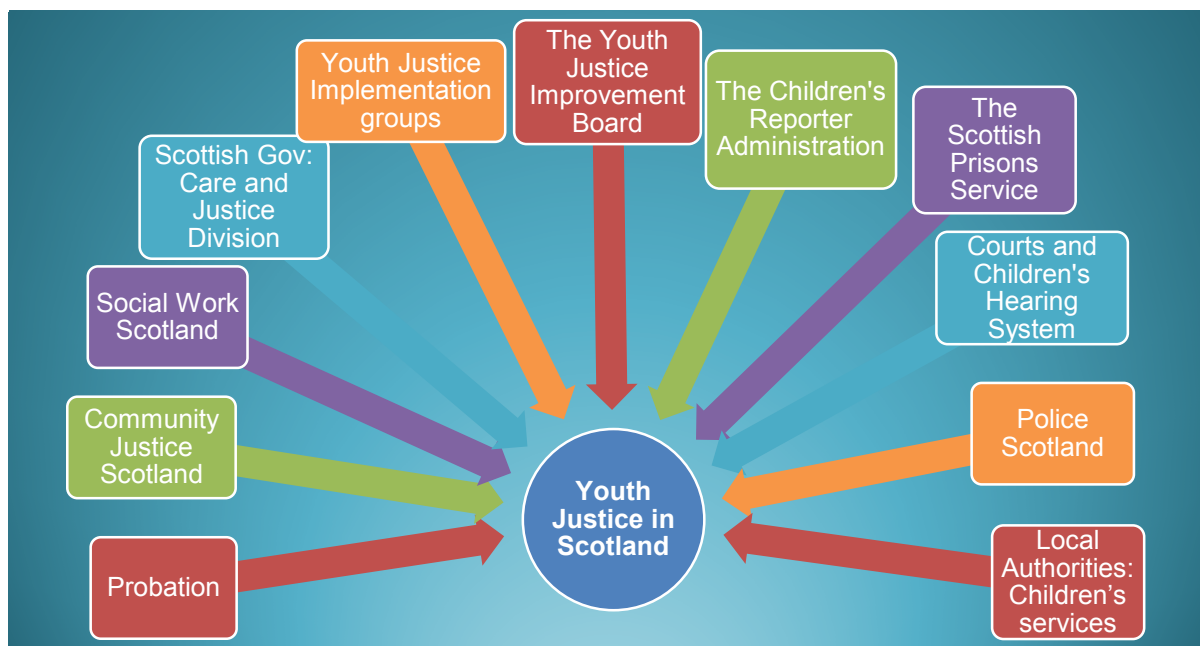 Youth Justice
Implementation
groups
The Youth
Justice
Improvement
Board
The Children's
Reporter
Administration
The
Scottish
Prisons
Service
Scottish Gov:
Care and
Justice
Division
Courts and
Children's
Hearing
System
Social Work
Scotland
Community
Justice
Scotland
Police
Scotland
Youth
Justice in
Scotland
Probation
Local
Authorities:
Children’s
services